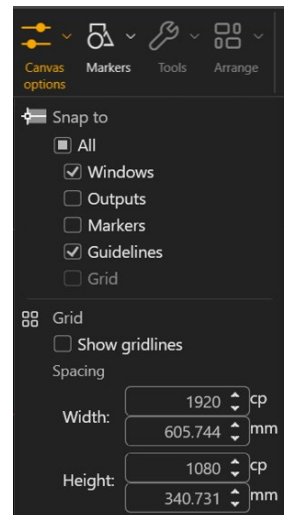 Canvas options
Markers
Tools
Arrange
Snap to
All
Windows
Outputs
Markers
Guidelines
Grid
Grid
Show gridlines
Spacing
Width:
1920 cp
605.744 mm
Height:
1080 cp
340.731 mm